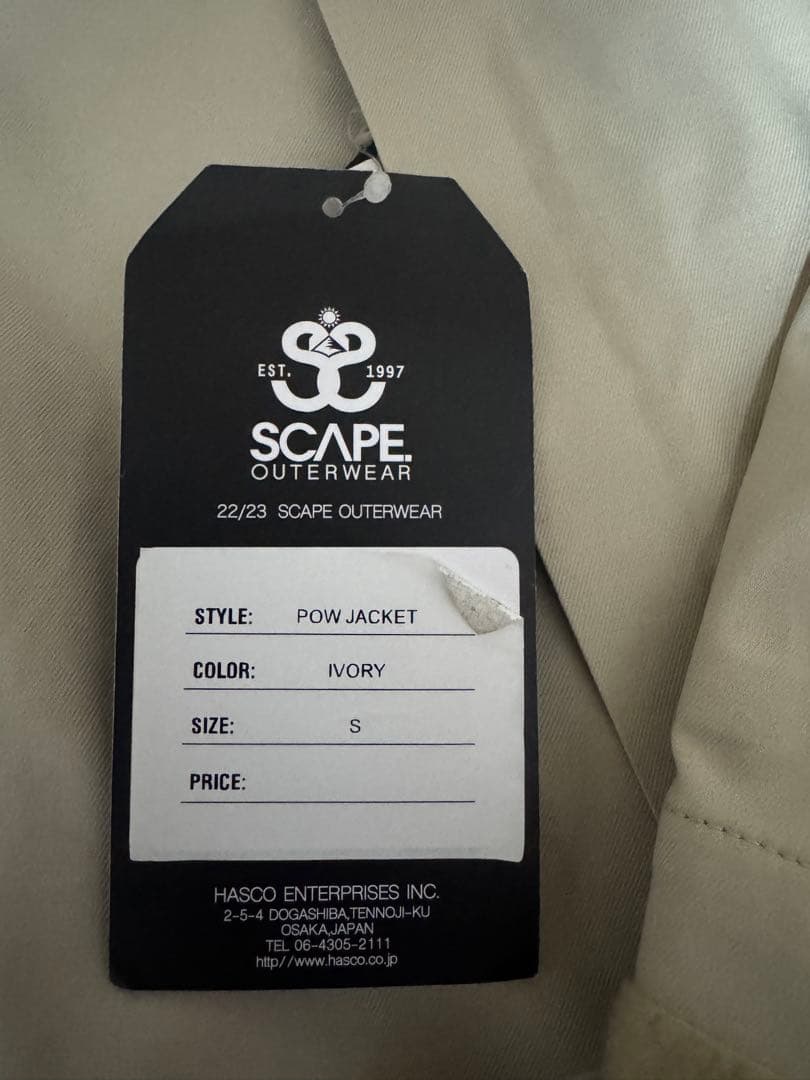 EST. 1997
SCAPE.
OUTERWEAR
22/23 SCAPE OUTERWEAR
STYLE: POW JACKET
COLOR: IVORY
SIZE: S
PRICE:
HASCO ENTERPRISES INC.
2-5-4 DOGASHIBA,TENNOJI-KU
OSAKA,JAPAN
TEL 06-4305-2111
http//www.hasco.co.jp